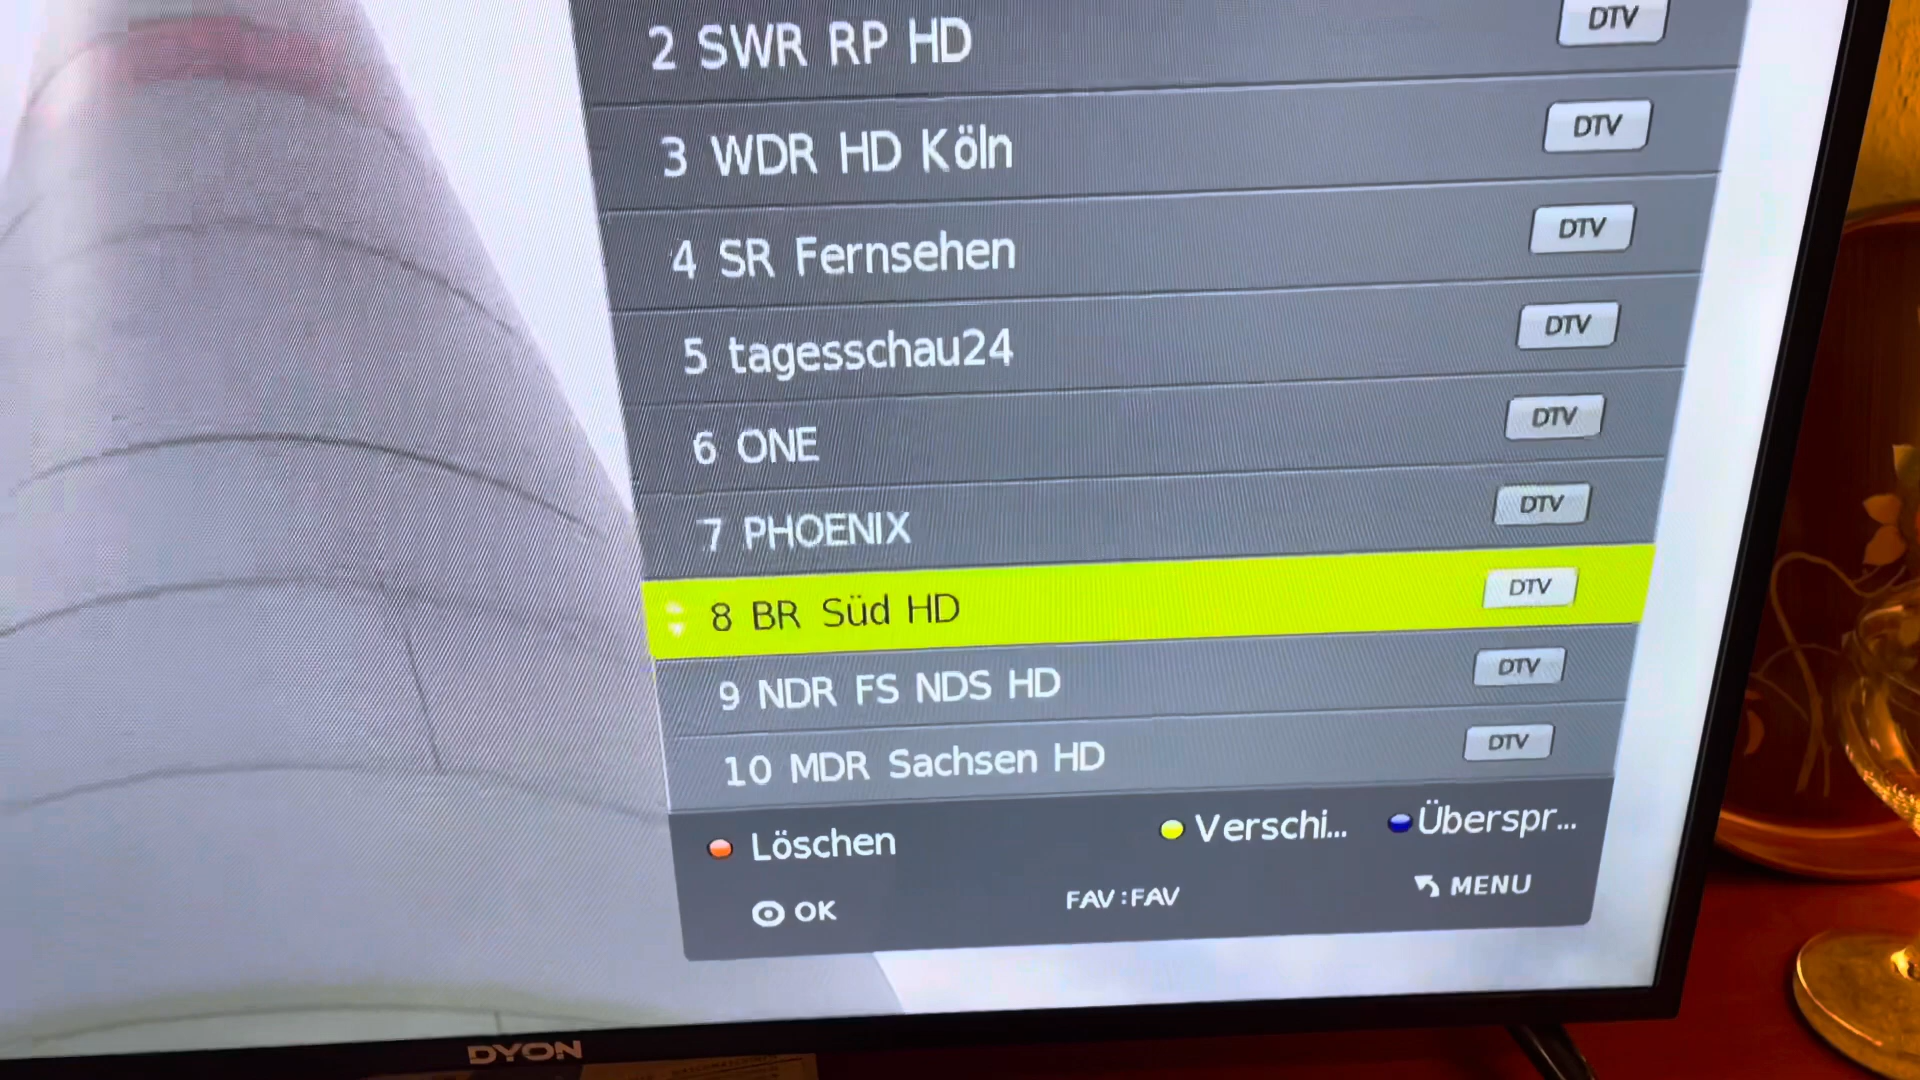 2 SWR RP HD DTV
3 WDR HD Köln DTV
4 SR Fernsehen DTV
5 tagesschau24 DTV
6 ONE DTV
7 PHOENIX DTV
8 BR Süd HD DTV
9 NDR FS NDS HD DTV
10 MDR Sachsen HD DTV
Löschen Verschi... Überspr...
OK FAV:FAV MENU
DYON